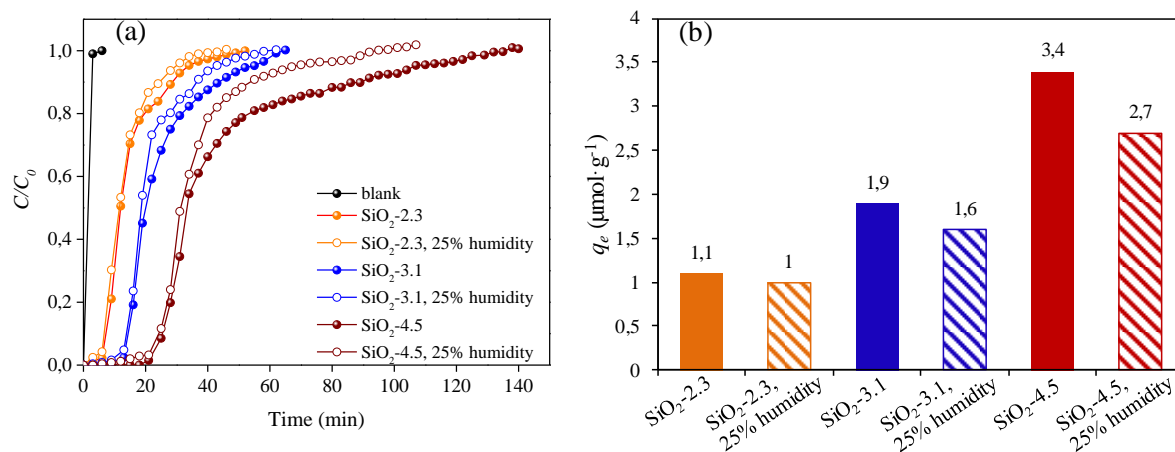 (a)
C/C0
1,0
0,8
0,6
0,4
0,2
0,0
0
20
40
60
80
100
120
140
Time (min)
blank
SiO2-2.3
SiO2-2.3, 25% humidity
SiO2-3.1
SiO2-3.1, 25% humidity
SiO2-4.5
SiO2-4.5, 25% humidity
(b)
qe (μmol·g-1)
4
3,5
3
2,5
2
1,5
1
0,5
0
1,1
1
1,9
1,6
3,4
2,7
SiO2-2.3
SiO2-2.3,
25% humidity
SiO2-3.1
SiO2-3.1,
25% humidity
SiO2-4.5
SiO2-4.5,
25% humidity